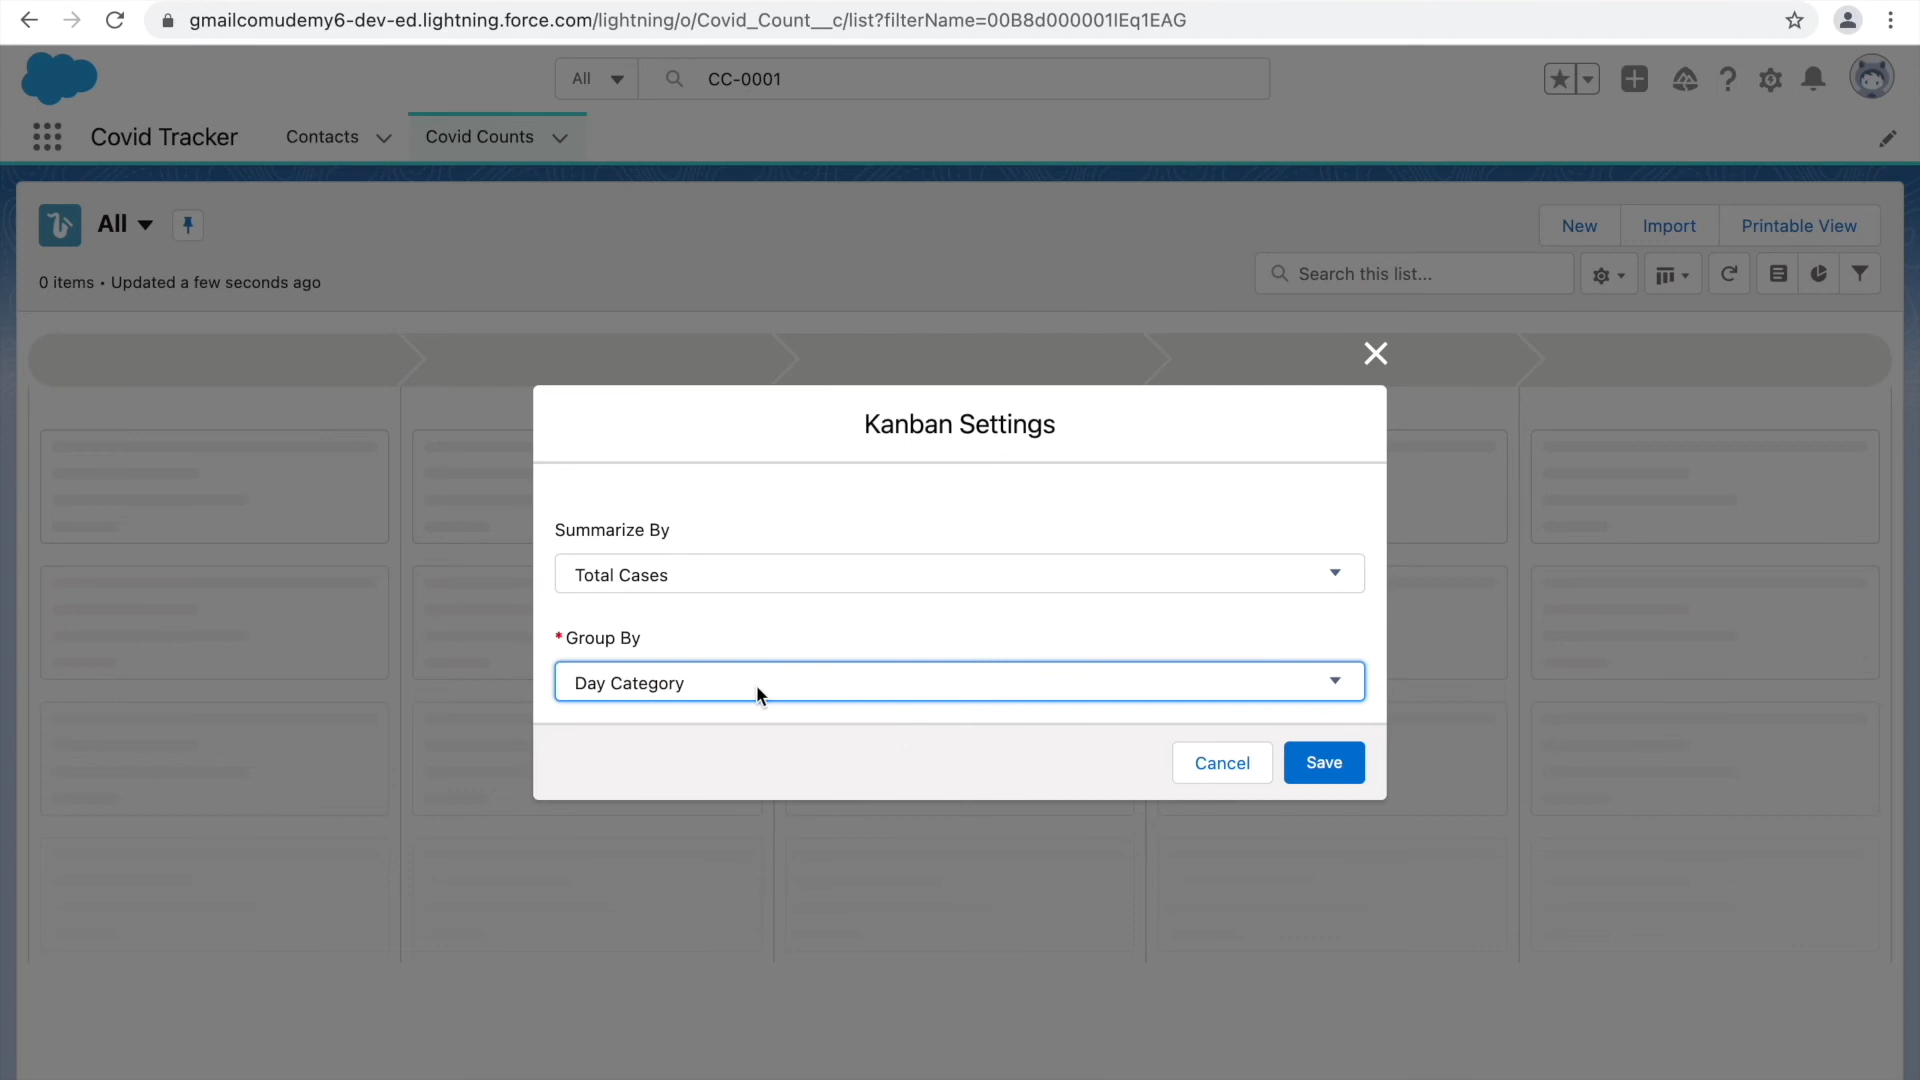 gmailcomudemy6-dev-ed.lightning.force.com/lightning/o/Covid_Count__c/list?filterName=00B8d000001lEq1EAG
All
CC-0001
Covid Tracker
Contacts
Covid Counts
All
New
Import
Printable View
0 items • Updated a few seconds ago
Search this list...
Kanban Settings
Summarize By
Total Cases
* Group By
Day Category
Cancel
Save